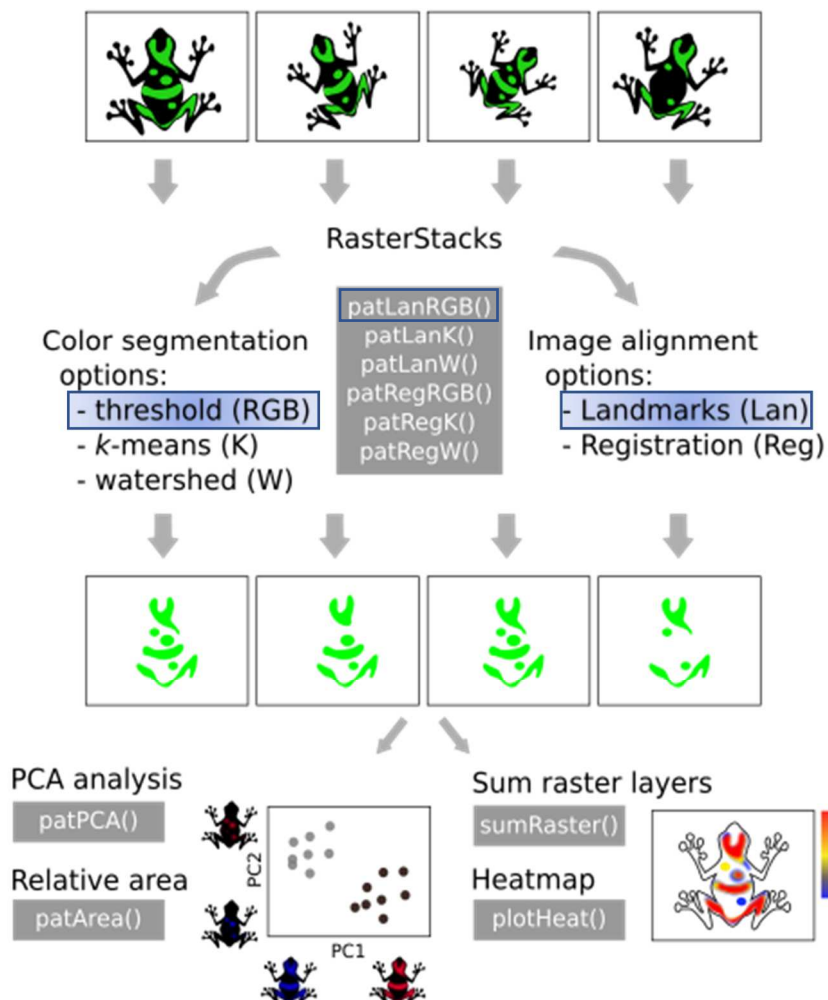 RasterStacks
Color segmentation
options:
- threshold (RGB)
- k-means (K)
- watershed (W)
patLanRGB()
patLanK()
patLanW()
patRegRGB()
patRegK()
patRegW()
Image alignment
options:
- Landmarks (Lan)
- Registration (Reg)
PCA analysis
patPCA()
Relative area
patArea()
PC2
PC1
Sum raster layers
sumRaster()
Heatmap
plotHeat()